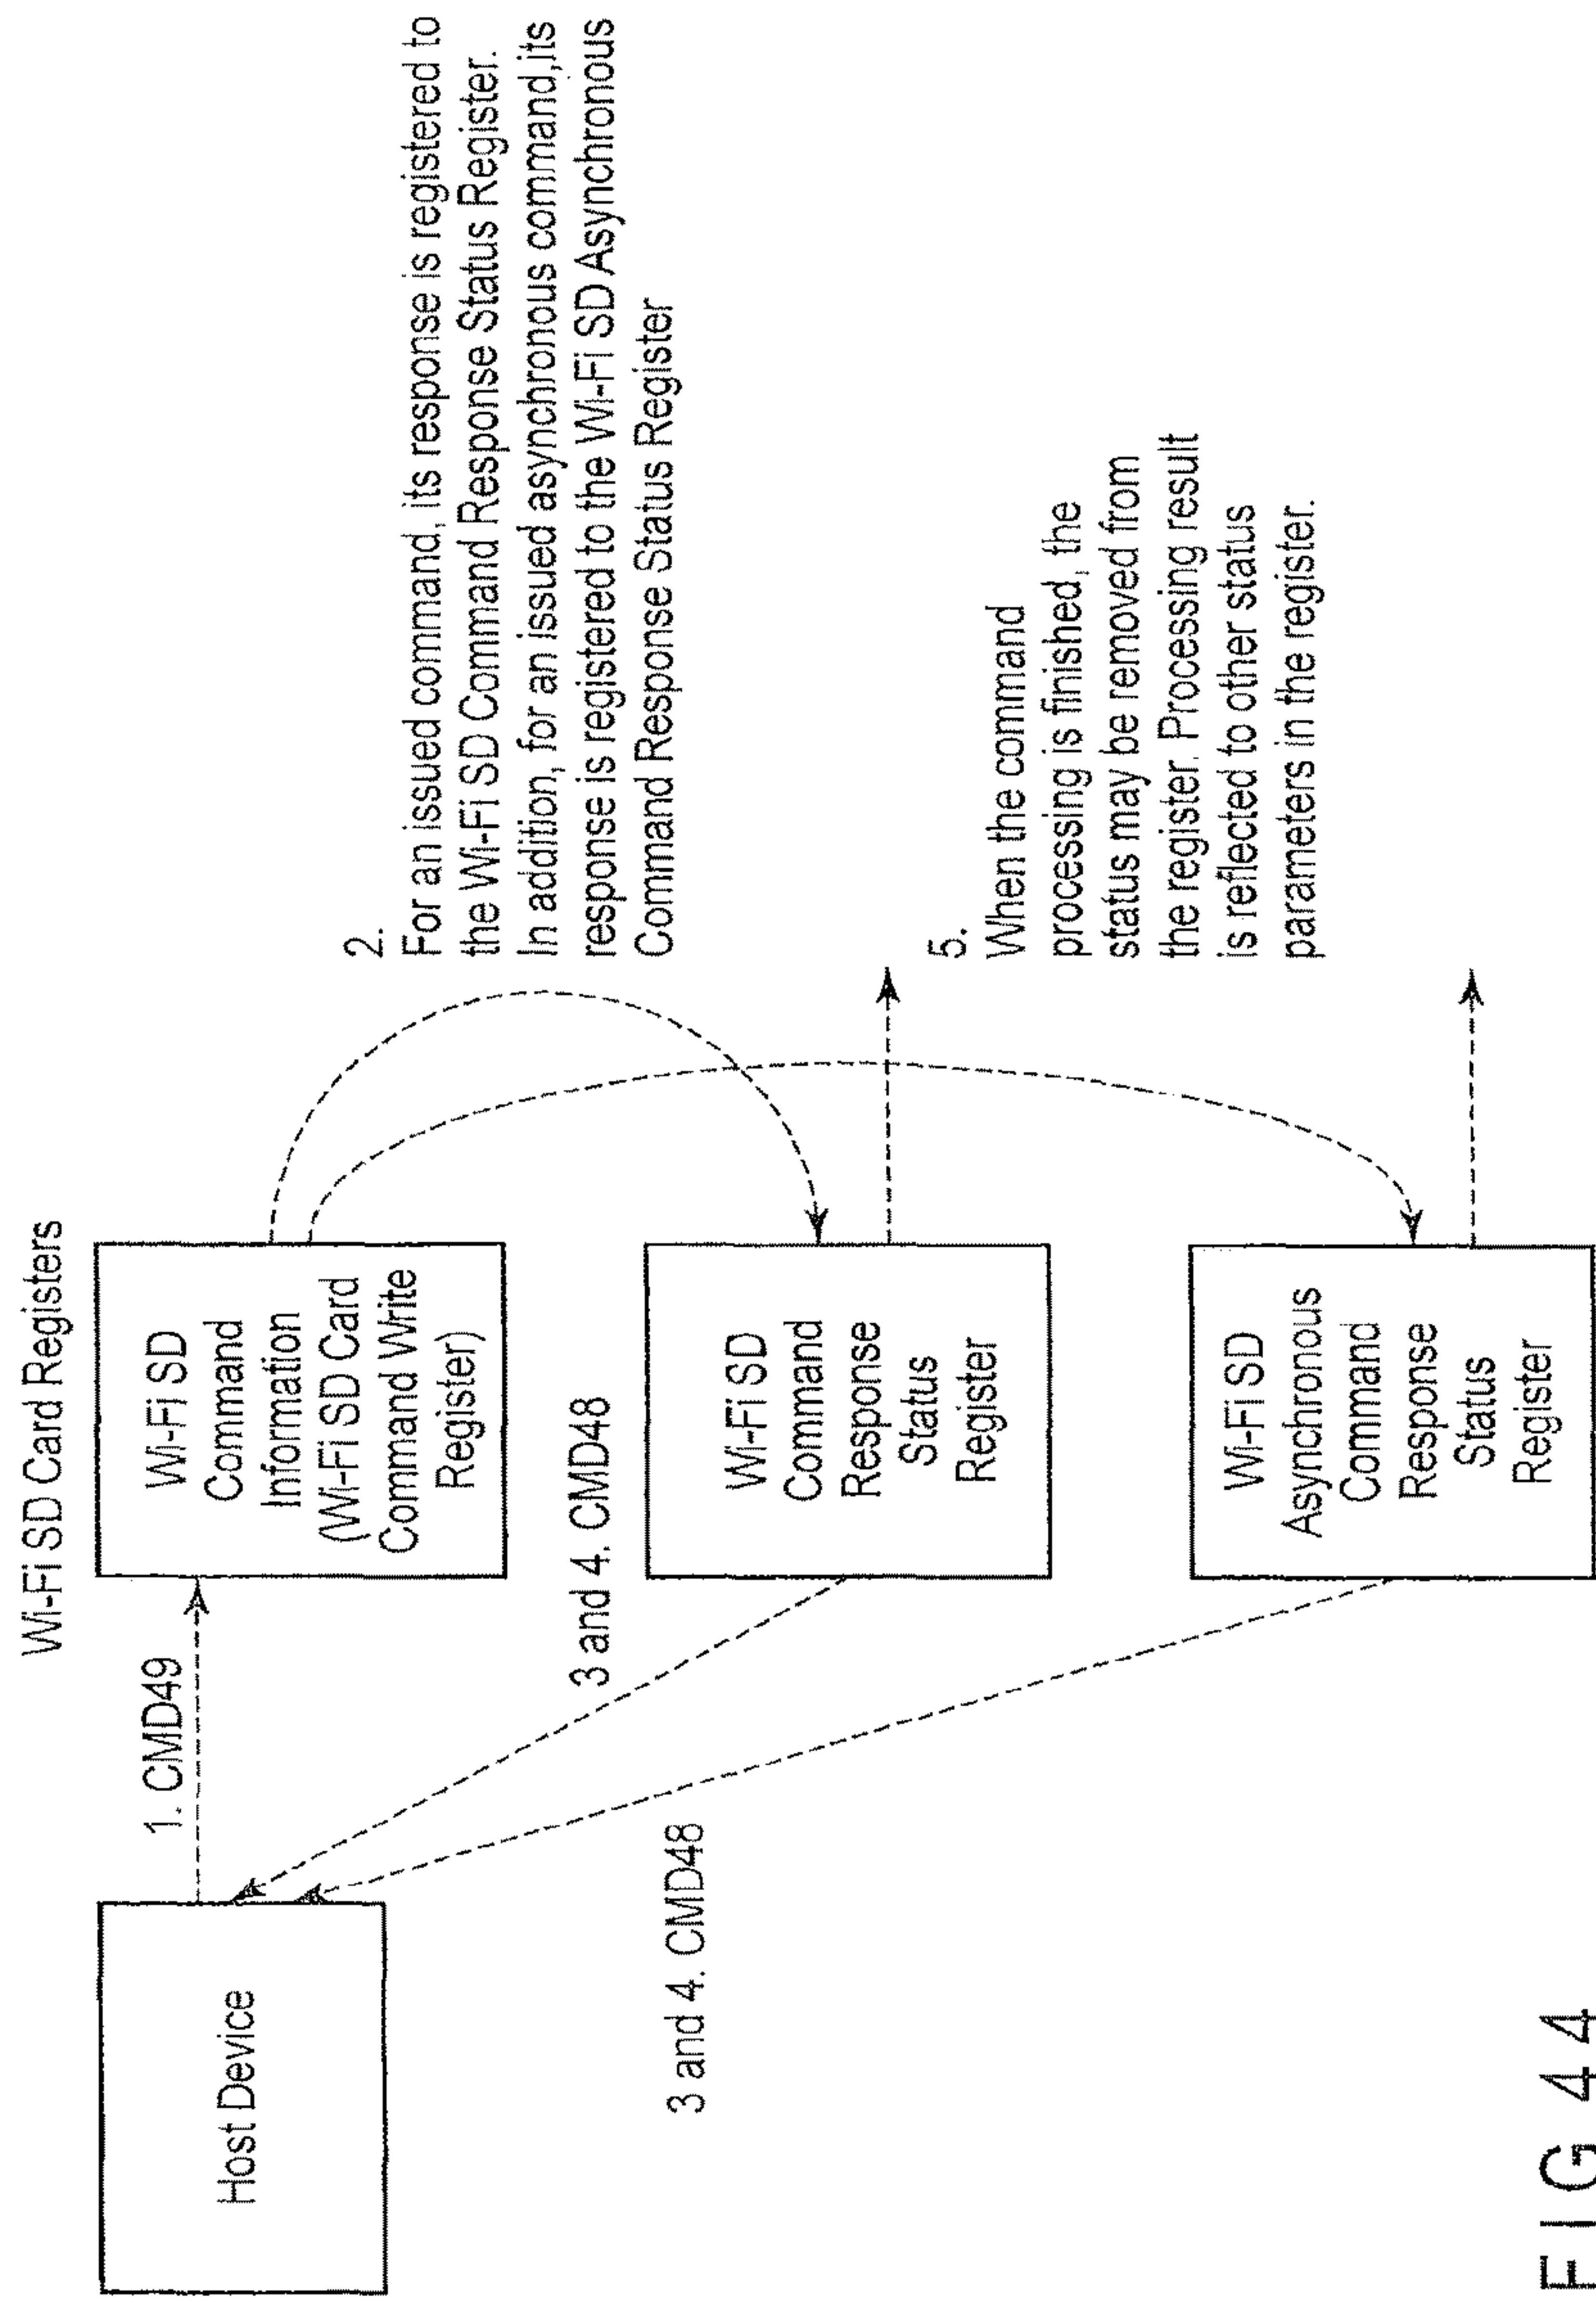 Wi-Fi SD Card Registers
Host Device
1. CMD49
Wi-Fi SD
Command
Information
(Wi-Fi SD Card
Command Write
Register)
2.
For an issued command, its response is registered to
the Wi-Fi SD Command Response Status Register.
In addition, for an issued asynchronous command,its
response is registered to the Wi-Fi SD Asynchronous
Command Response Status Register
3 and 4. CMD48
Wi-Fi SD
Command
Response
Status
Register
3 and 4. CMD48
5.
When the command
processing is finished, the
status may be removed from
the register. Processing result
is reflected to other status
parameters in the register.
Wi-Fi SD
Asynchronous
Command
Response
Status
Register
FIG 44